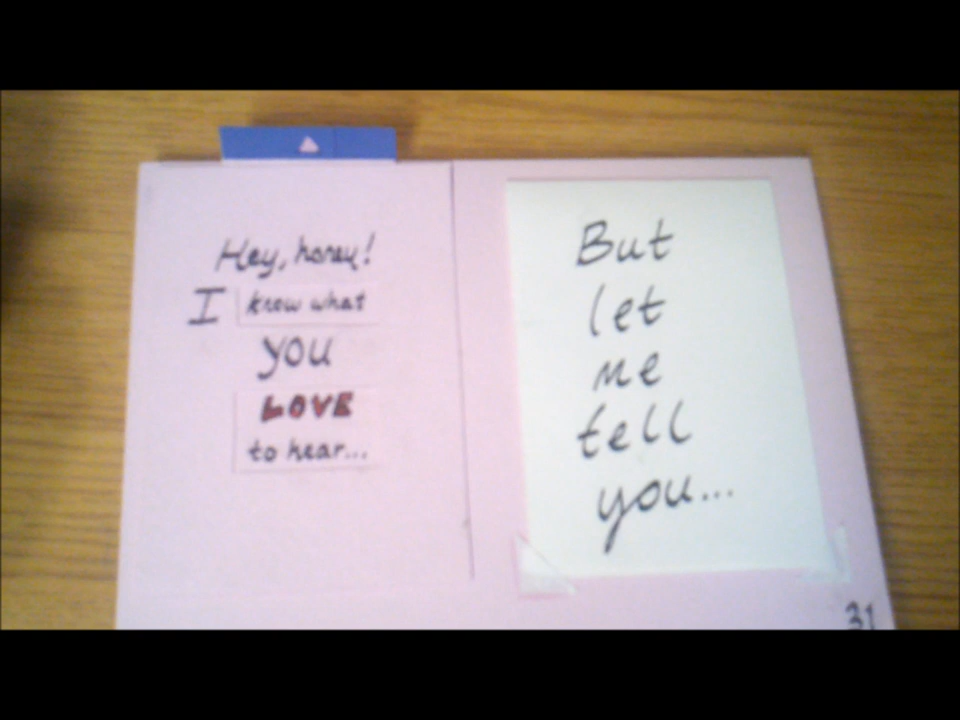 Hey, honey!
I know what
you
LOVE
to hear...
But
let
me
tell
you...
31